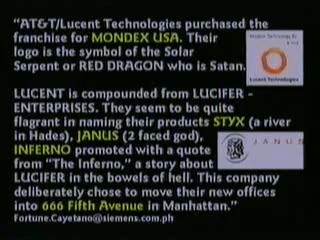 “AT&T/Lucent Technologies purchased the
franchise for MONDEX USA. Their
logo is the symbol of the Solar
Serpent or RED DRAGON who is Satan.
Lucent Technologies
LUCENT is compounded from LUCIFER -
ENTERPRISES. They seem to be quite
flagrant in naming their products STYX (a river
in Hades), JANUS (2 faced god),
JANUS
INFERNO promoted with a quote
from “The Inferno,” a story about
LUCIFER in the bowels of hell. This company
deliberately chose to move their new offices
into 666 Fifth Avenue in Manhattan.”
Fortune.Cayetano@siemens.com.ph